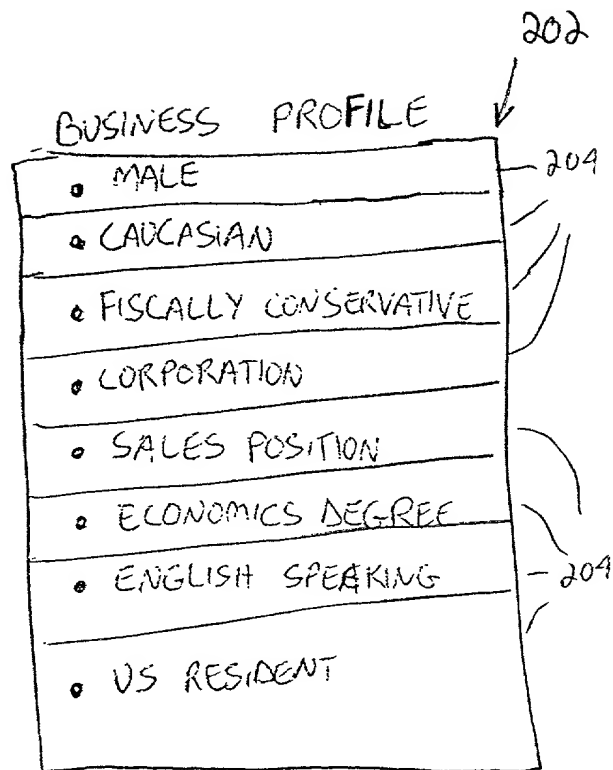 202
BUSINESS PROFILE
• MALE
204
• CAUCASIAN
• FISCALLY CONSERVATIVE
• CORPORATION
• SALES POSITION
• ECONOMICS DEGREE
• ENGLISH SPEAKING
204
• US RESIDENT